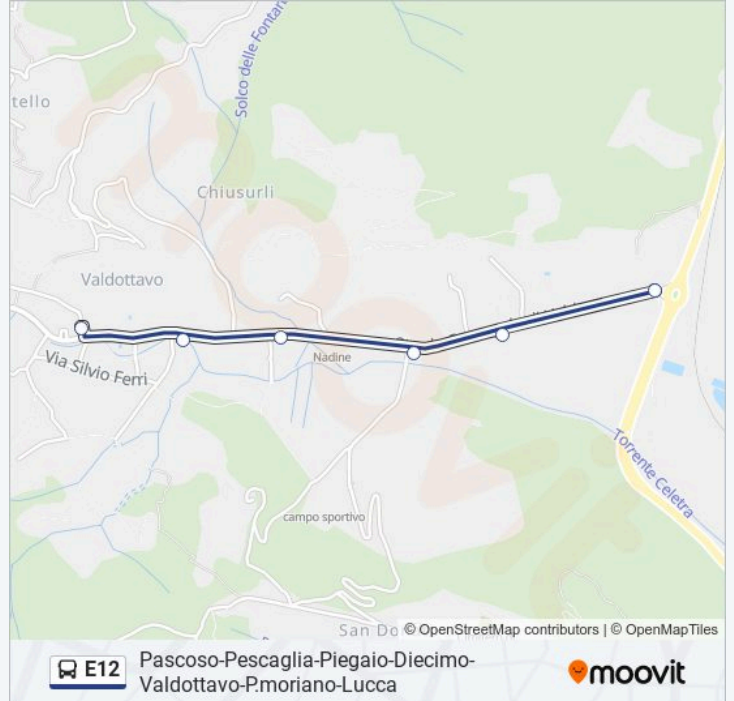 Solco delle Fontan
tello
Chiusurli
Valdottavo
Via Silvio Ferri
Nadine
Torrente Celetra
campo sportivo
San Do
© OpenStreetMap contributors | © OpenMapTiles
E12
Pascoso-Pescaglia-Piegaio-Diecimo-
Valdottavo-P.moriano-Lucca
moovit